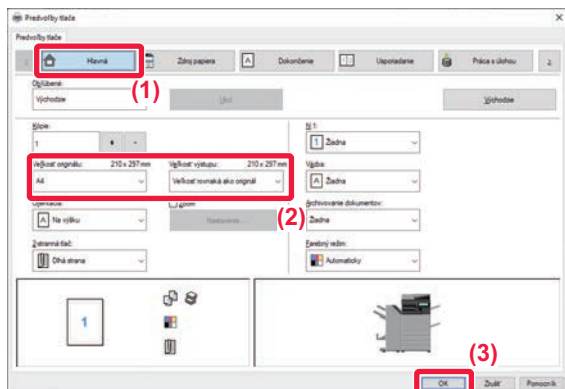 Predvoľby tlače
Predvoľby tlače
Hlavná Zdroj papiera Dokončenie Usporiadanie Práca s úlohou
(1)
Obľúbené:
Východzie Uložiť Východzie
Kópie: N 1:
1 + - 1 Žiadna
Veľkosť originálu: 210 x 297 mm Veľkosť výstupu: 210 x 297 mm Väzba:
A4 Veľkosť rovnaká ako originál A Žiadna
(2)
Orientácia: Zoom Archivovanie dokumentov:
A Na výšku Nastavenie... Žiadna
2-stranná tlač: Farebný režim:
Dlhá strana Automaticky
1
(3)
OK Zrušiť Pomocník